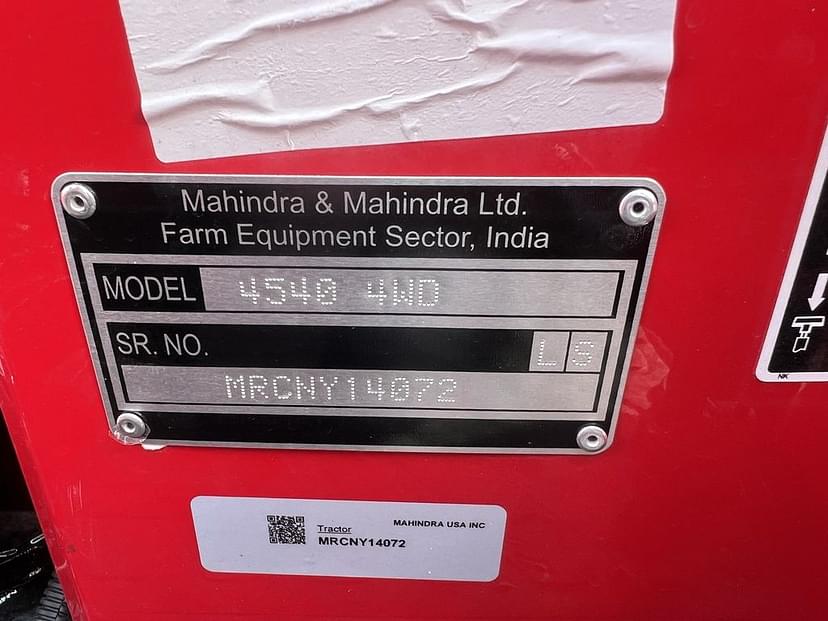 Mahindra & Mahindra Ltd.
Farm Equipment Sector, India
MODEL 4540 4WD
SR. NO. LS
MRCNY14072
NK
Tractor MAHINDRA USA INC
MRCNY14072